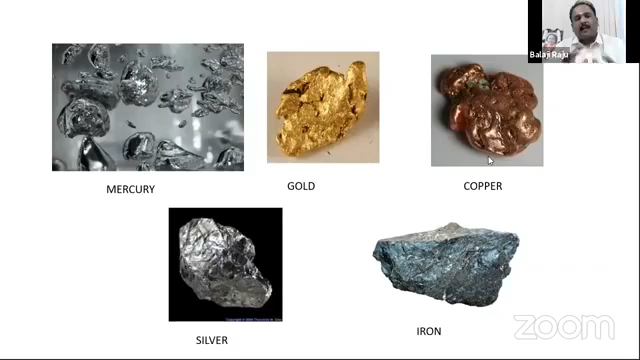 Balaji Raju
MERCURY
GOLD
COPPER
SILVER
IRON
zoom